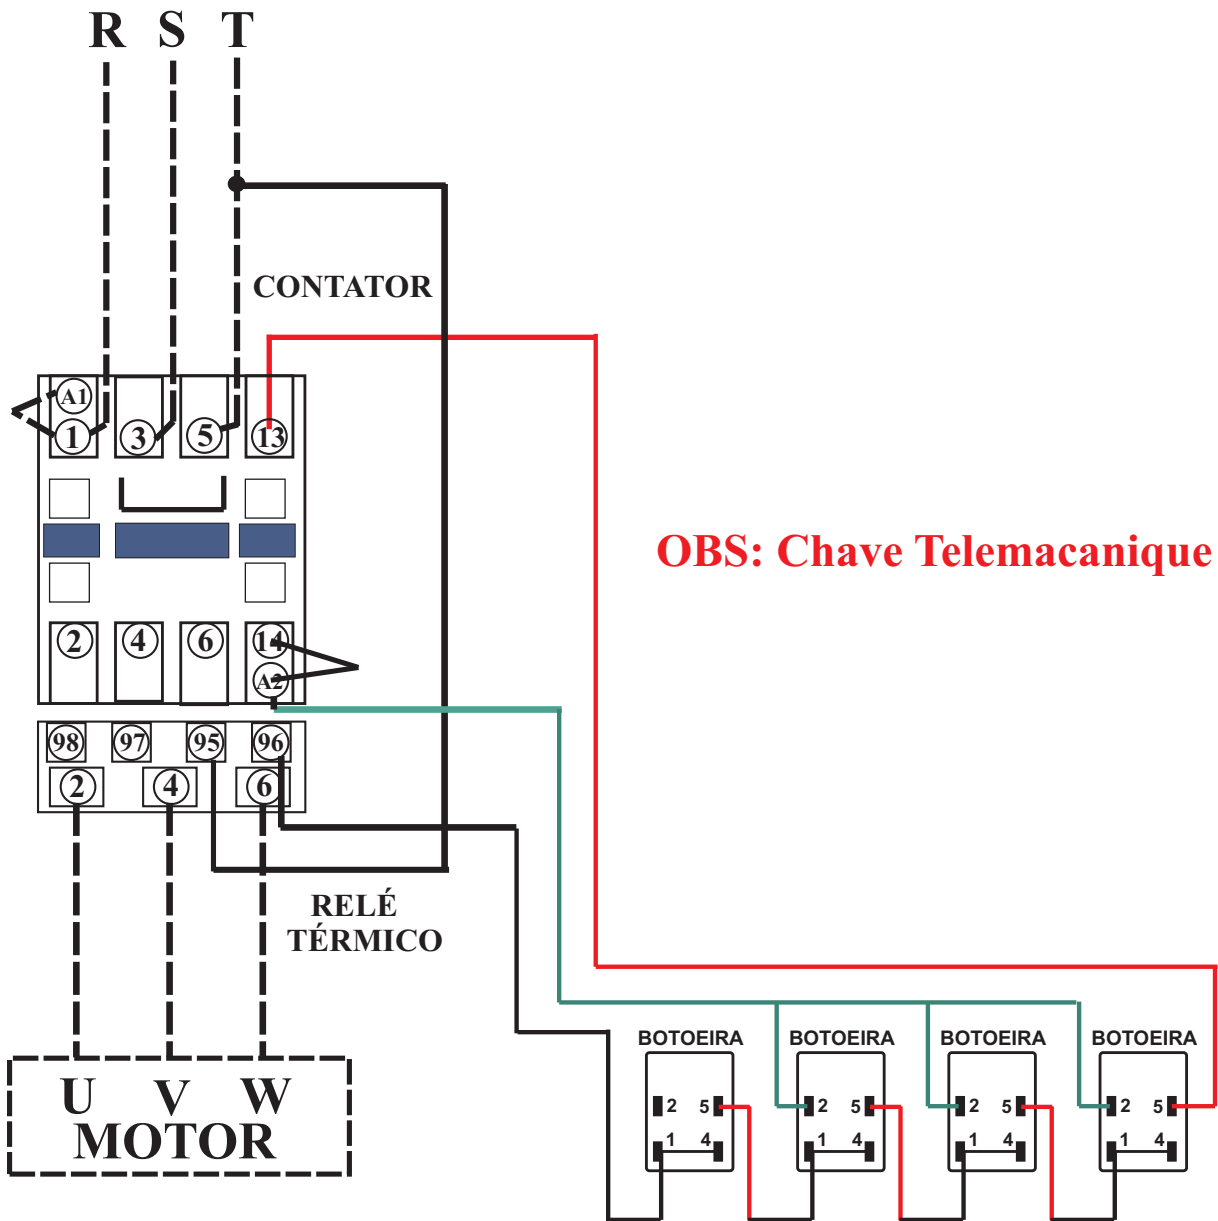 R S T
CONTATOR
A1
1 3 5 13
OBS: Chave Telemacanique
2 4 6 14
A2
98 97 95 96
2 4 6
RELÉ
TÉRMICO
BOTOEIRA BOTOEIRA BOTOEIRA BOTOEIRA
U V W
2 5 2 5 2 5 2 5
MOTOR
1 4 1 4 1 4 1 4